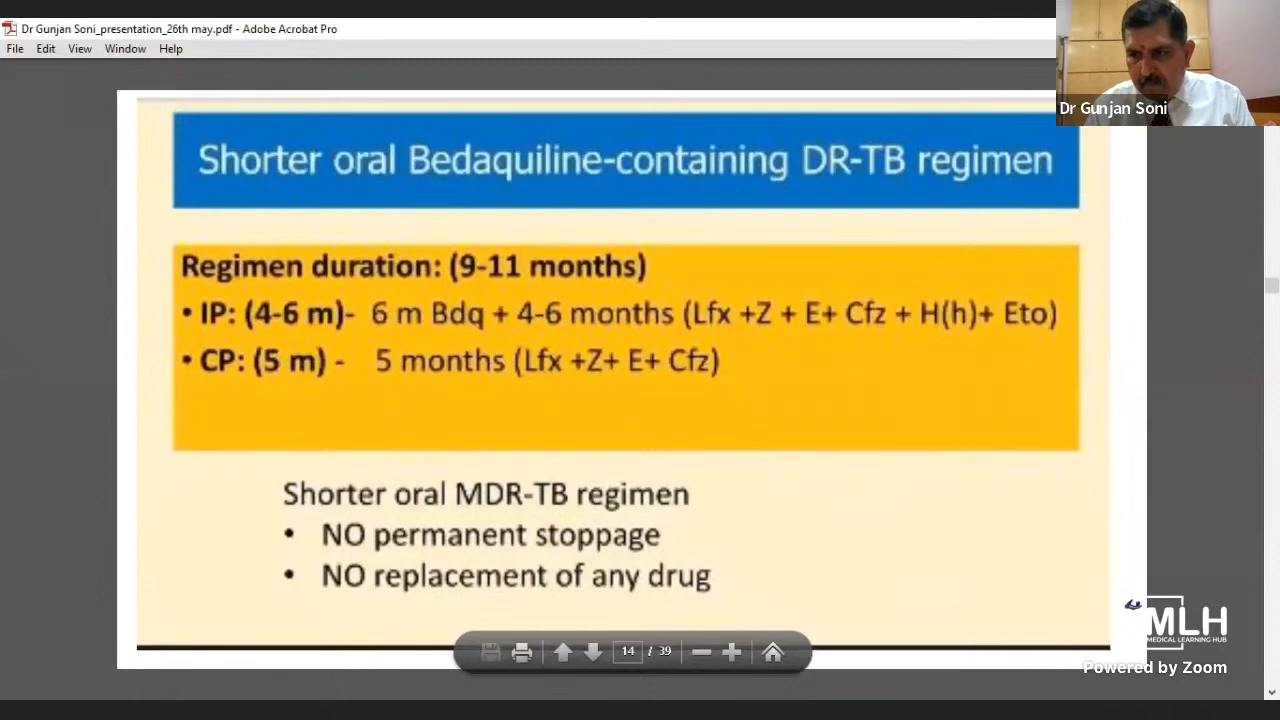 Dr Gunjan Soni_presentation_26th may.pdf - Adobe Acrobat Pro
File Edit View Window Help
Dr Gunjan Soni
Shorter oral Bedaquiline-containing DR-TB regimen
Regimen duration: (9-11 months)
• IP: (4-6 m)- 6 m Bdq + 4-6 months (Lfx +Z + E+ Cfz + H(h)+ Eto)
• CP: (5 m) - 5 months (Lfx +Z+ E+ Cfz)
Shorter oral MDR-TB regimen
• NO permanent stoppage
• NO replacement of any drug
14 / 39
MLH
MEDICAL LEARNING HUB
Powered by Zoom